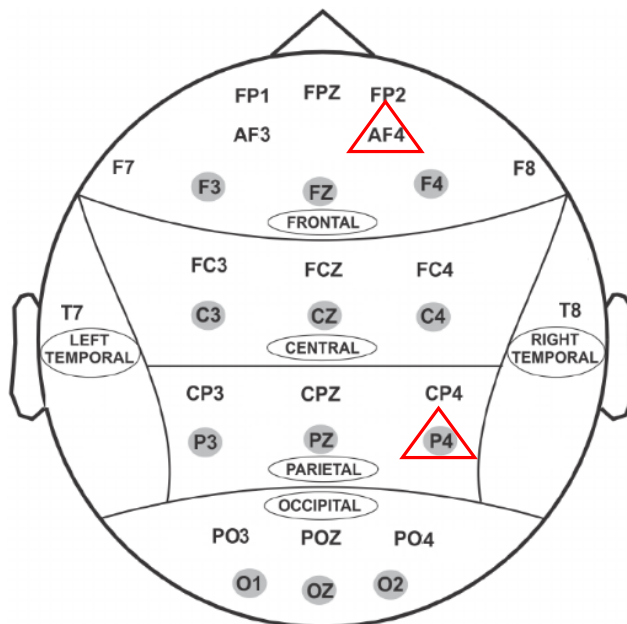 FP1 FPZ FP2
AF3 AF4
F7 F8
F3 FZ F4
FRONTAL
FC3 FCZ FC4
T7 C3 CZ C4 T8
LEFT
TEMPORAL
CENTRAL
RIGHT
TEMPORAL
CP3 CPZ CP4
P3 PZ P4
PARIETAL
OCCIPITAL
PO3 POZ PO4
O1 OZ O2